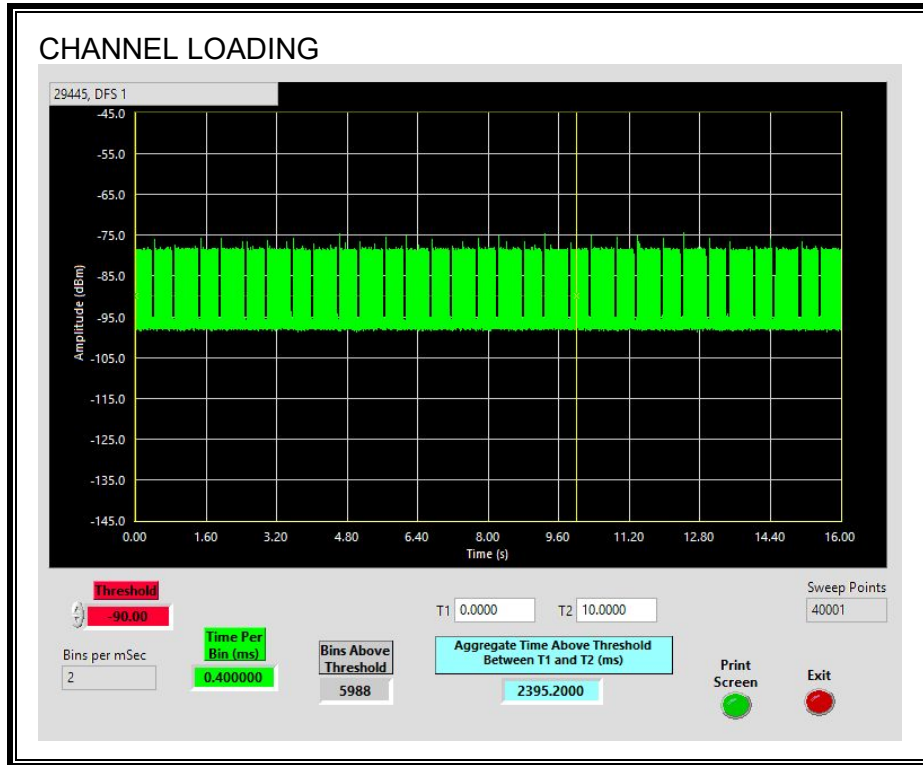 CHANNEL LOADING
29445, DFS 1
-45.0
-55.0
-65.0
-75.0
-85.0
-95.0
-105.0
-115.0
-125.0
-135.0
-145.0
Amplitude (dBm)
0.00 1.60 3.20 4.80 6.40 8.00 9.60 11.20 12.80 14.40 16.00
Time (s)
Threshold
-90.00
Bins per mSec
2
Time Per
Bin (ms)
0.400000
Bins Above
Threshold
5988
T1 0.0000 T2 10.0000
Aggregate Time Above Threshold
Between T1 and T2 (ms)
2395.2000
Sweep Points
40001
Print
Screen
Exit